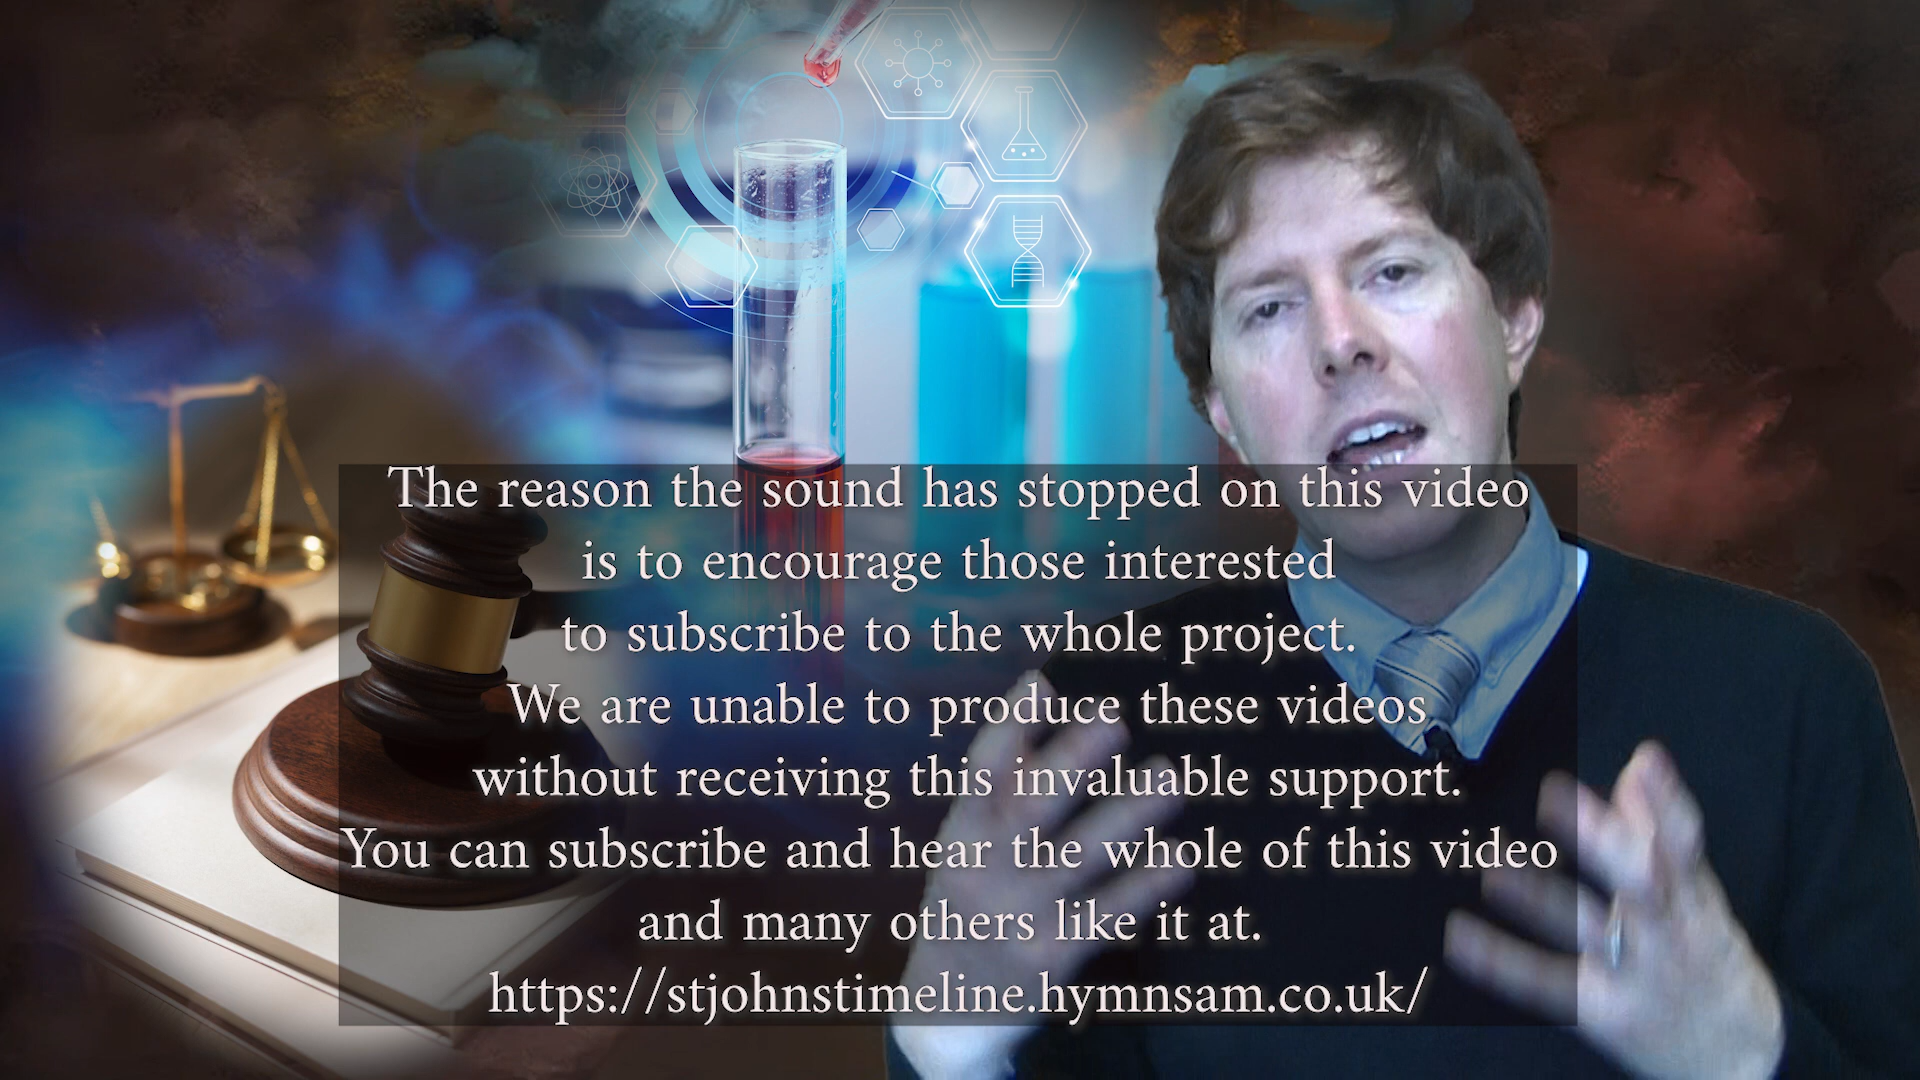 The reason the sound has stopped on this video
is to encourage those interested
to subscribe to the whole project.
We are unable to produce these videos
without receiving this invaluable support.
You can subscribe and hear the whole of this video
and many others like it at.
https://stjohnstimeline.hymnsam.co.uk/